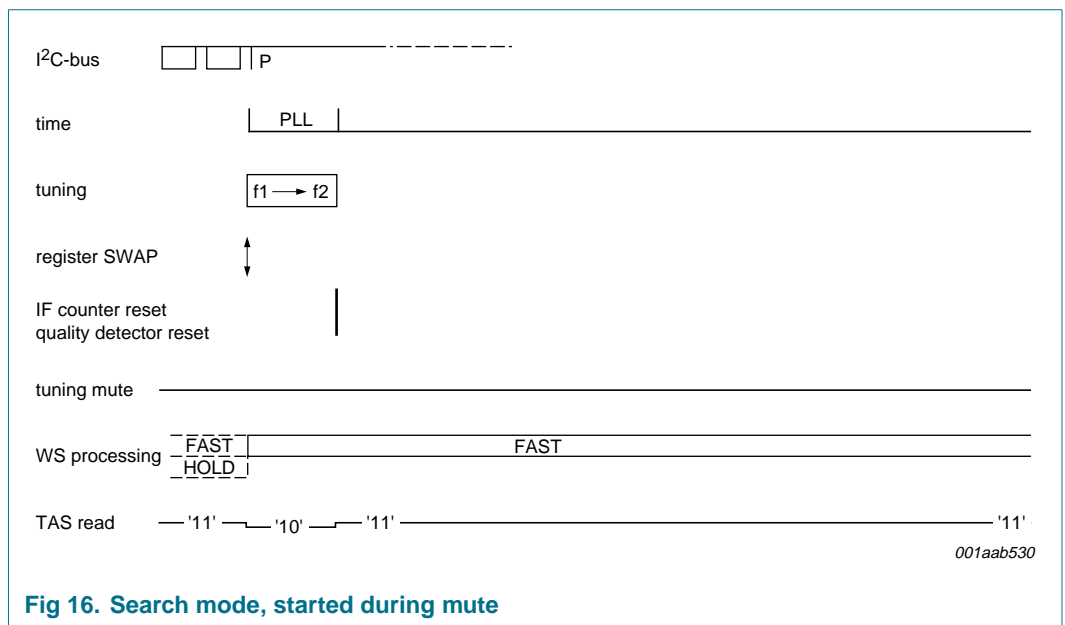 I2C-bus P
time PLL
tuning f1 f2
register SWAP
IF counter reset
quality detector reset
tuning mute
WS processing FAST FAST
HOLD
TAS read '11' '10' '11' '11'
001aab530
Fig 16. Search mode, started during mute